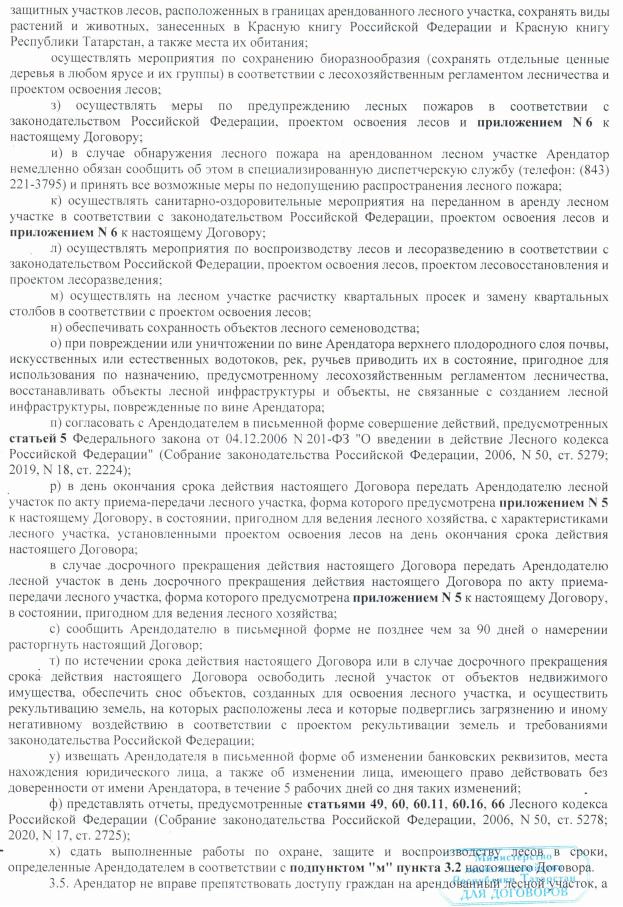 защитных участков лесов, расположенных в границах арендованного лесного участка, сохранять виды
растений и животных, занесенных в Красную книгу Российской Федерации и Красную книгу
Республики Татарстан, а также места их обитания;
осуществлять мероприятия по сохранению биоразнообразия (сохранять отдельные ценные
деревья в любом ярусе и их группы) в соответствии с лесохозяйственным регламентом лесничества и
проектом освоения лесов;
з) осуществлять меры по предупреждению лесных пожаров в соответствии с
законодательством Российской Федерации, проектом освоения лесов и приложением N 6 к
настоящему Договору;
и) в случае обнаружения лесного пожара на арендованном лесном участке Арендатор
немедленно обязан сообщить об этом в специализированную диспетчерскую службу (телефон: (843)
221-3795) и принять все возможные меры по недопущению распространения лесного пожара;
к) осуществлять санитарно-оздоровительные мероприятия на переданном в аренду лесном
участке в соответствии с законодательством Российской Федерации, проектом освоения лесов и
приложением N 6 к настоящему Договору;
л) осуществлять мероприятия по воспроизводству лесов и лесоразведению в соответствии с
законодательством Российской Федерации, проектом освоения лесов, проектом лесовосстановления и
проектом лесоразведения;
м) осуществлять на лесном участке расчистку квартальных просек и замену квартальных
столбов в соответствии с проектом освоения лесов;
н) обеспечивать сохранность объектов лесного семеноводства;
о) при повреждении или уничтожении по вине Арендатора верхнего плодородного слоя почвы,
искусственных или естественных водотоков, рек, ручьев приводить их в состояние, пригодное для
использования по назначению, предусмотренному лесохозяйственным регламентом лесничества,
восстанавливать объекты лесной инфраструктуры и объекты, не связанные с созданием лесной
инфраструктуры, поврежденные по вине Арендатора;
п) согласовать с Арендодателем в письменной форме совершение действий, предусмотренных
статьей 5 Федерального закона от 04.12.2006 N 201-ФЗ "О введении в действие Лесного кодекса
Российской Федерации" (Собрание законодательства Российской Федерации, 2006, N 50, ст. 5279;
2019, N 18, ст. 2224);
р) в день окончания срока действия настоящего Договора передать Арендодателю лесной
участок по акту приема-передачи лесного участка, форма которого предусмотрена приложением N 5
к настоящему Договору, в состоянии, пригодном для ведения лесного хозяйства, с характеристиками
лесного участка, установленными проектом освоения лесов на день окончания срока действия
настоящего Договора;
в случае досрочного прекращения действия настоящего Договора передать Арендодателю
лесной участок в день досрочного прекращения действия настоящего Договора по акту приема-
передачи лесного участка, форма которого предусмотрена приложением N 5 к настоящему Договору,
в состоянии, пригодном для ведения лесного хозяйства;
с) сообщить Арендодателю в письменной форме не позднее чем за 90 дней о намерении
расторгнуть настоящий Договор;
т) по истечении срока действия настоящего Договора или в случае досрочного прекращения
срока действия настоящего Договора освободить лесной участок от объектов недвижимого
имущества, обеспечить снос объектов, созданных для освоения лесного участка, и осуществить
рекультивацию земель, на которых расположены леса и которые подверглись загрязнению и иному
негативному воздействию в соответствии с проектом рекультивации земель и требованиями
законодательства Российской Федерации;
у) извещать Арендодателя в письменной форме об изменении банковских реквизитов, места
нахождения юридического лица, а также об изменении лица, имеющего право действовать без
доверенности от имени Арендатора, в течение 5 рабочих дней со дня таких изменений;
ф) представлять отчеты, предусмотренные статьями 49, 60, 60.11, 60.16, 66 Лесного кодекса
Российской Федерации (Собрание законодательства Российской Федерации, 2006, N 50, ст. 5278;
2020, N 17, ст. 2725);
х) сдать выполненные работы по охране, защите и воспроизводству лесов в сроки,
определенные Арендодателем в соответствии с подпунктом "м" пункта 3.2 настоящего Договора.
3.5. Арендатор не вправе препятствовать доступу граждан на арендованный лесной участок, а
Министерство
Республики Татарстан
ДЛЯ ДОГОВОРОВ